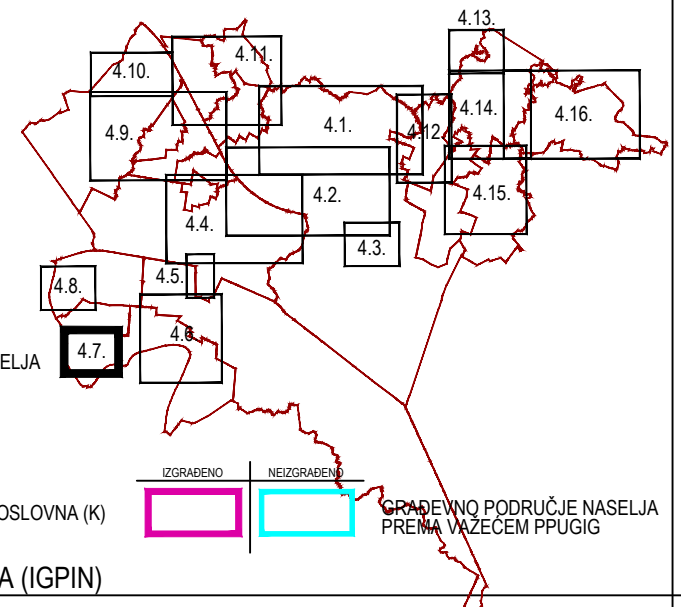 4.13.
4.10.
4.11.
4.9.
4.1.
4.12.
4.14.
4.16.
4.4.
4.2.
4.15.
4.3.
4.5.
4.8.
4.6.
4.7.
ELJA
IZGRAĐENO
NEIZGRAĐENO
OSLOVNA (K)
GRAĐEVNO PODRUČJE NASELJA
PREMA VAŽEĆEM PPUGIG
A (IGPIN)